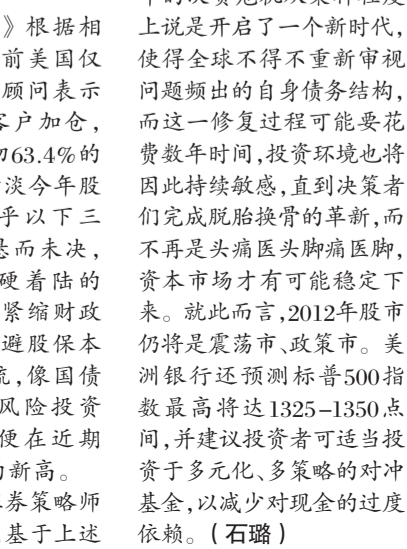 》根据相
前美国仅
顾问表示
客户加仓，
初63.4%的
淡今年股
乎以下三
悬而未决，
硬着陆的
紧缩财政
避股保本
流，像国债
风险投资
便在近期
的新高。
券策略师
基于上述
上说是开启了一个新时代，
使得全球不得不重新审视
问题频出的自身债务结构，
而这一修复过程可能要花
费数年时间，投资环境也将
因此持续敏感，直到决策者
们完成脱胎换骨的革新，而
不再是头痛医头脚痛医脚，
资本市场才有可能稳定下
来。就此而言，2012年股市
仍将是震荡市、政策市。美
洲银行还预测标普500指
数最高将达1325–1350点
间，并建议投资者可适当投
资于多元化、多策略的对冲
基金，以减少对现金的过度
依赖。（石璐）